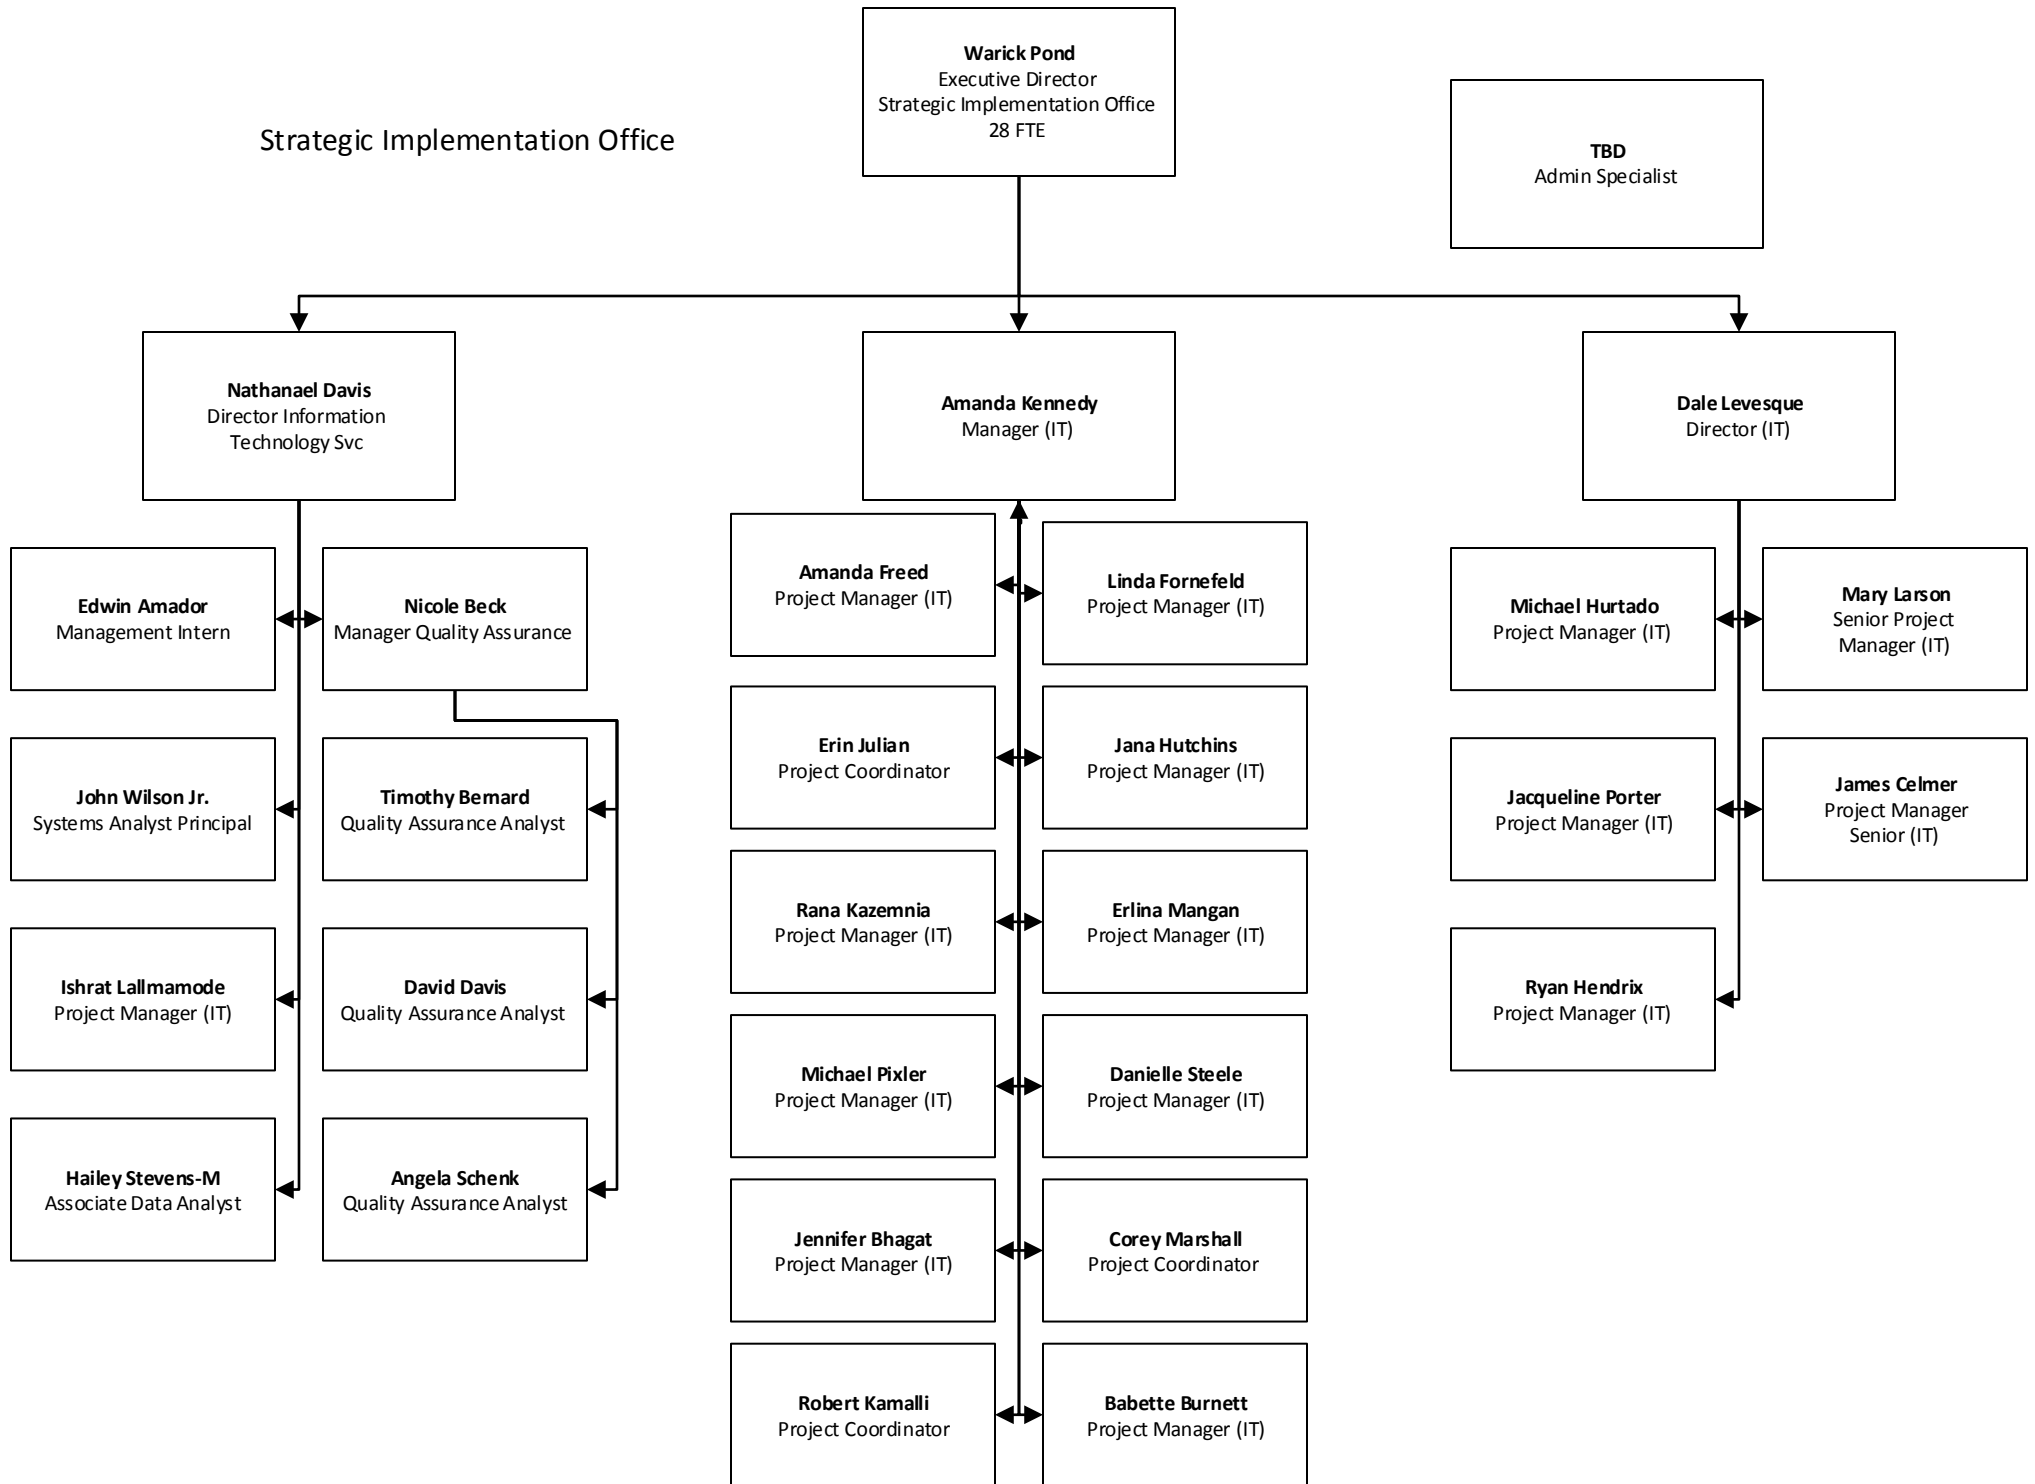 Strategic Implementation Office
Warick Pond
Executive Director
Strategic Implementation Office
28 FTE
TBD
Admin Specialist
Nathanael Davis
Director Information
Technology Svc
Amanda Kennedy
Manager (IT)
Dale Levesque
Director (IT)
Edwin Amador
Management Intern
Nicole Beck
Manager Quality Assurance
John Wilson Jr.
Systems Analyst Principal
Timothy Bernard
Quality Assurance Analyst
Ishrat Lallmamode
Project Manager (IT)
David Davis
Quality Assurance Analyst
Hailey Stevens-M
Associate Data Analyst
Angela Schenk
Quality Assurance Analyst
Amanda Freed
Project Manager (IT)
Linda Fornefeld
Project Manager (IT)
Erin Julian
Project Coordinator
Jana Hutchins
Project Manager (IT)
Rana Kazemnia
Project Manager (IT)
Erlina Mangan
Project Manager (IT)
Michael Pixler
Project Manager (IT)
Danielle Steele
Project Manager (IT)
Jennifer Bhagat
Project Manager (IT)
Corey Marshall
Project Coordinator
Robert Kamalli
Project Coordinator
Babette Burnett
Project Manager (IT)
Michael Hurtado
Project Manager (IT)
Mary Larson
Senior Project
Manager (IT)
Jacqueline Porter
Project Manager (IT)
James Celmer
Project Manager
Senior (IT)
Ryan Hendrix
Project Manager (IT)